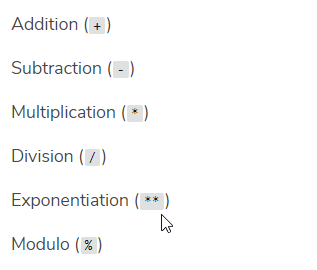 Addition (+)
Subtraction (-)
Multiplication (*)
Division (/)
Exponentiation (**)
Modulo (%)